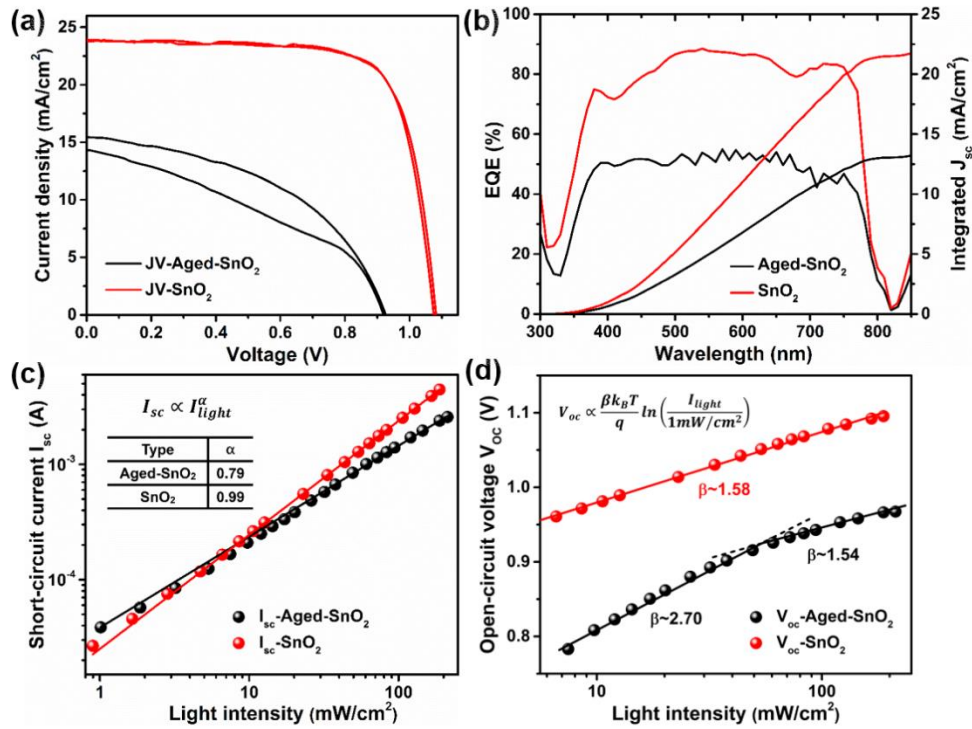 (a)
Current density (mA/cm²)
25
20
15
10
5
0
JV-Aged-SnO₂
JV-SnO₂
0.0 0.2 0.4 0.6 0.8 1.0
Voltage (V)
(b)
EQE (%)
100
80
60
40
20
0
Aged-SnO₂
SnO₂
300 400 500 600 700 800
Wavelength (nm)
25
20
15
10
5
0
Integrated Jsc (mA/cm²)
(c)
Short-circuit current Isc (A)
10⁻³
10⁻⁴
Isc ∝ I^α_light
Type α
Aged-SnO₂ 0.79
SnO₂ 0.99
Isc-Aged-SnO₂
Isc-SnO₂
1 10 100
Light intensity (mW/cm²)
(d)
Open-circuit voltage VOC (V)
1.1
1.0
0.9
0.8
Voc ∝ βkBT/q ln(Ilight/1mW/cm²)
β~1.58
β~1.54
β~2.70
Voc-Aged-SnO₂
Voc-SnO₂
10 100
Light intensity (mW/cm²)